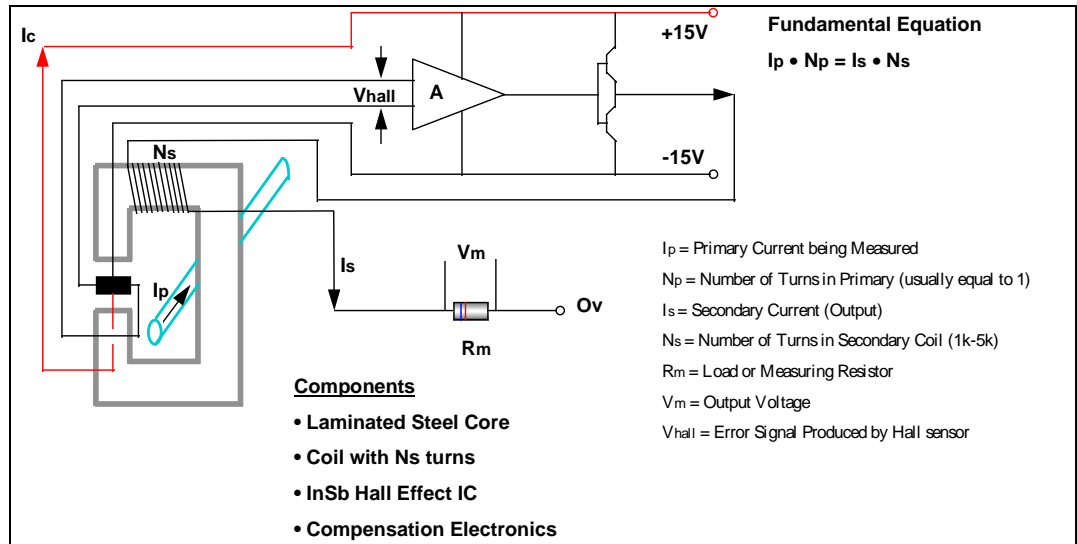 Ic
+15V
Fundamental Equation
Ip • Np = Is • Ns
Vhall
A
Ns
-15V
Ip
Is
Vm
Ov
Rm
Ip = Primary Current being Measured
Np = Number of Turns in Primary (usually equal to 1)
Is = Secondary Current (Output)
Ns = Number of Turns in Secondary Coil (1k-5k)
Rm = Load or Measuring Resistor
Vm = Output Voltage
Vhall = Error Signal Produced by Hall sensor
Components
• Laminated Steel Core
• Coil with Ns turns
• InSb Hall Effect IC
• Compensation Electronics